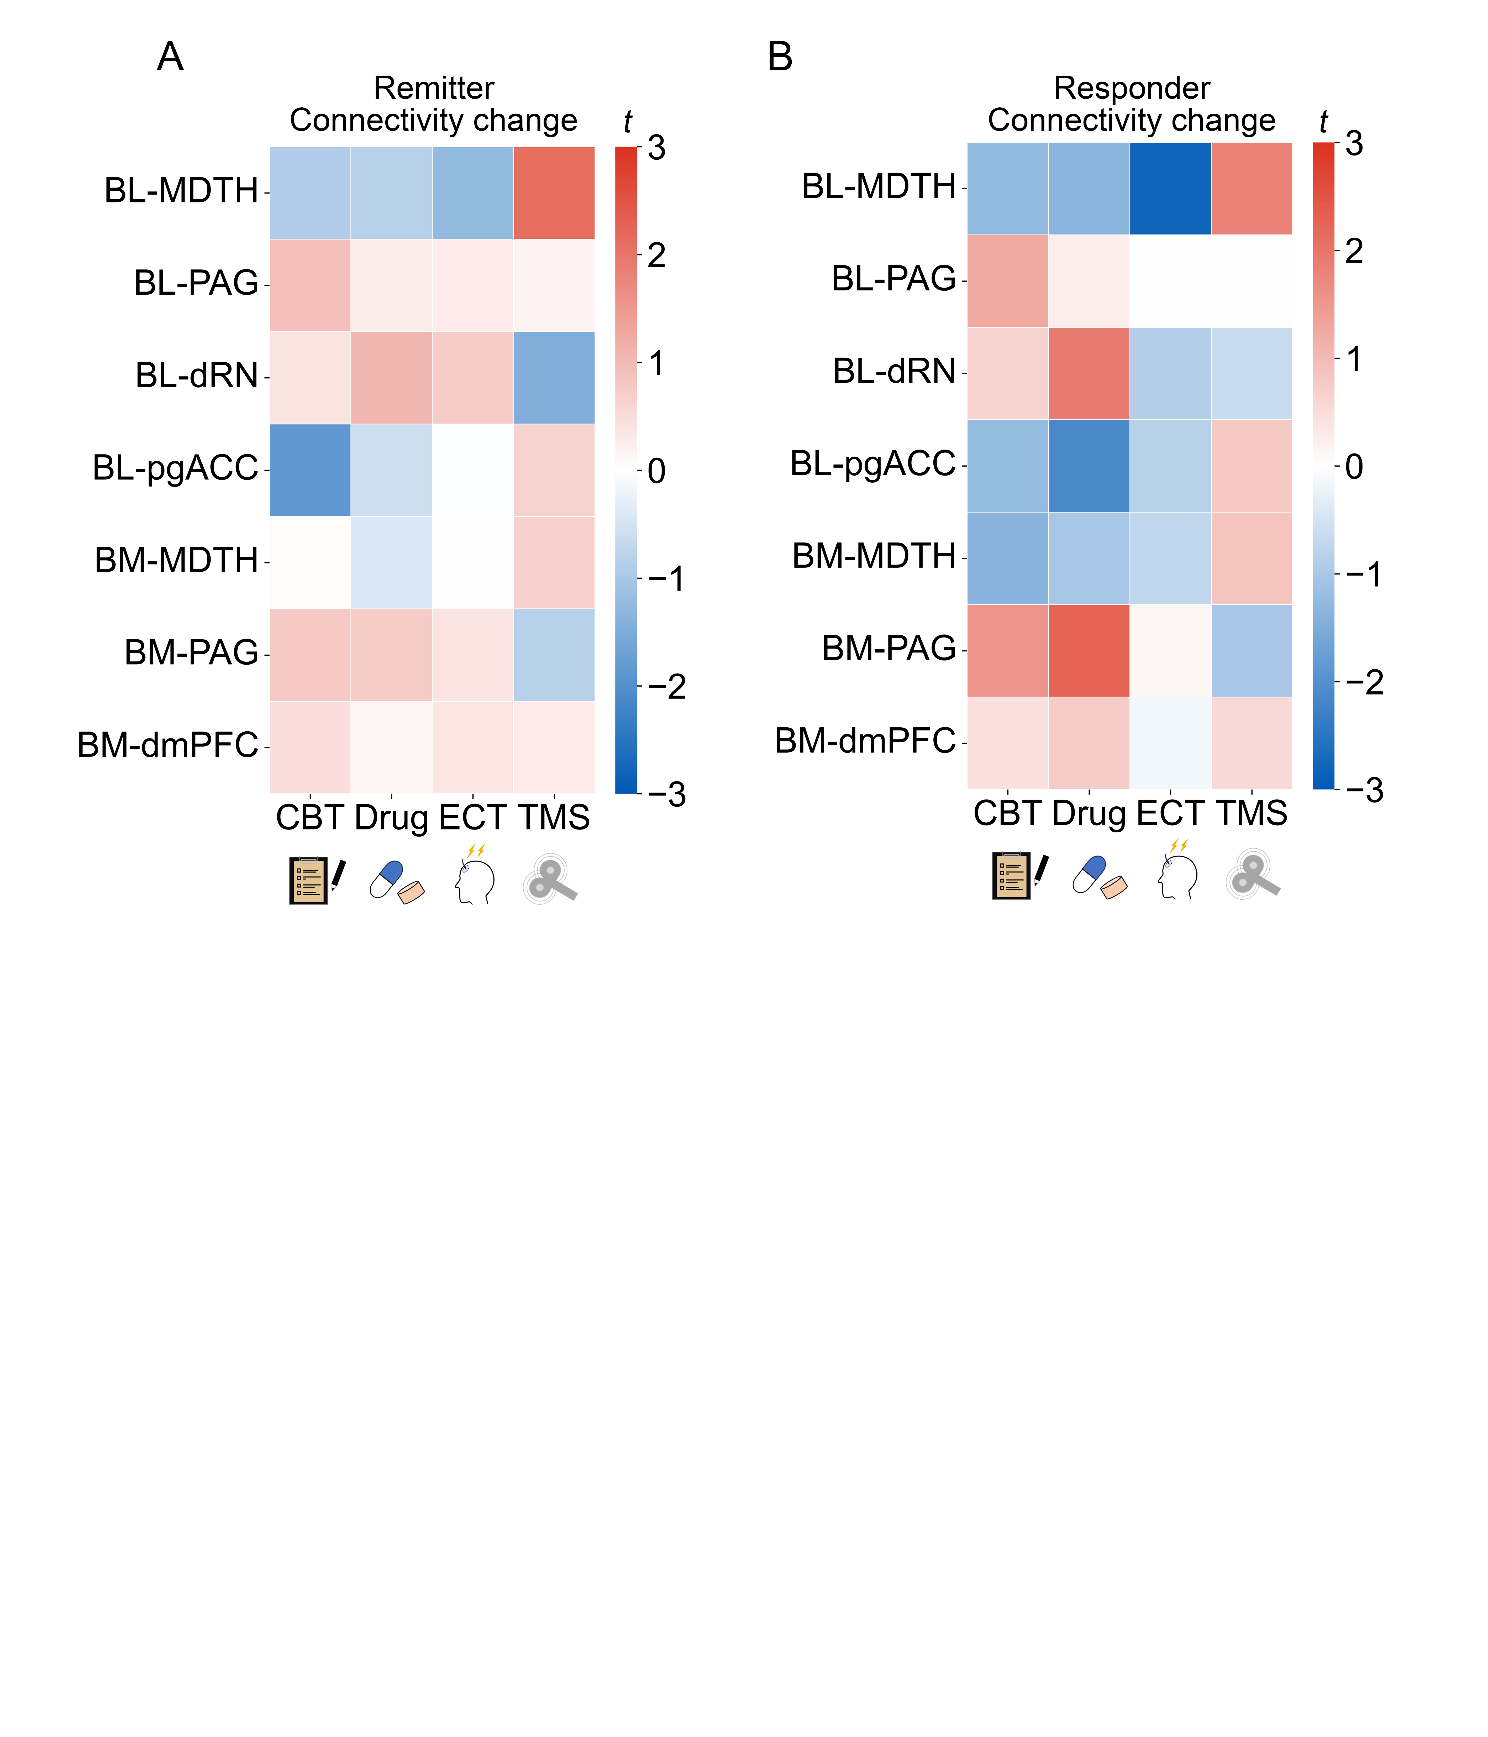 A
Remitter
Connectivity change
t
BL-MDTH
BL-PAG
BL-dRN
BL-pgACC
BM-MDTH
BM-PAG
BM-dmPFC
3
2
1
0
−1
−2
−3
CBT Drug ECT TMS
B
Responder
Connectivity change
t
BL-MDTH
BL-PAG
BL-dRN
BL-pgACC
BM-MDTH
BM-PAG
BM-dmPFC
3
2
1
0
−1
−2
−3
CBT Drug ECT TMS